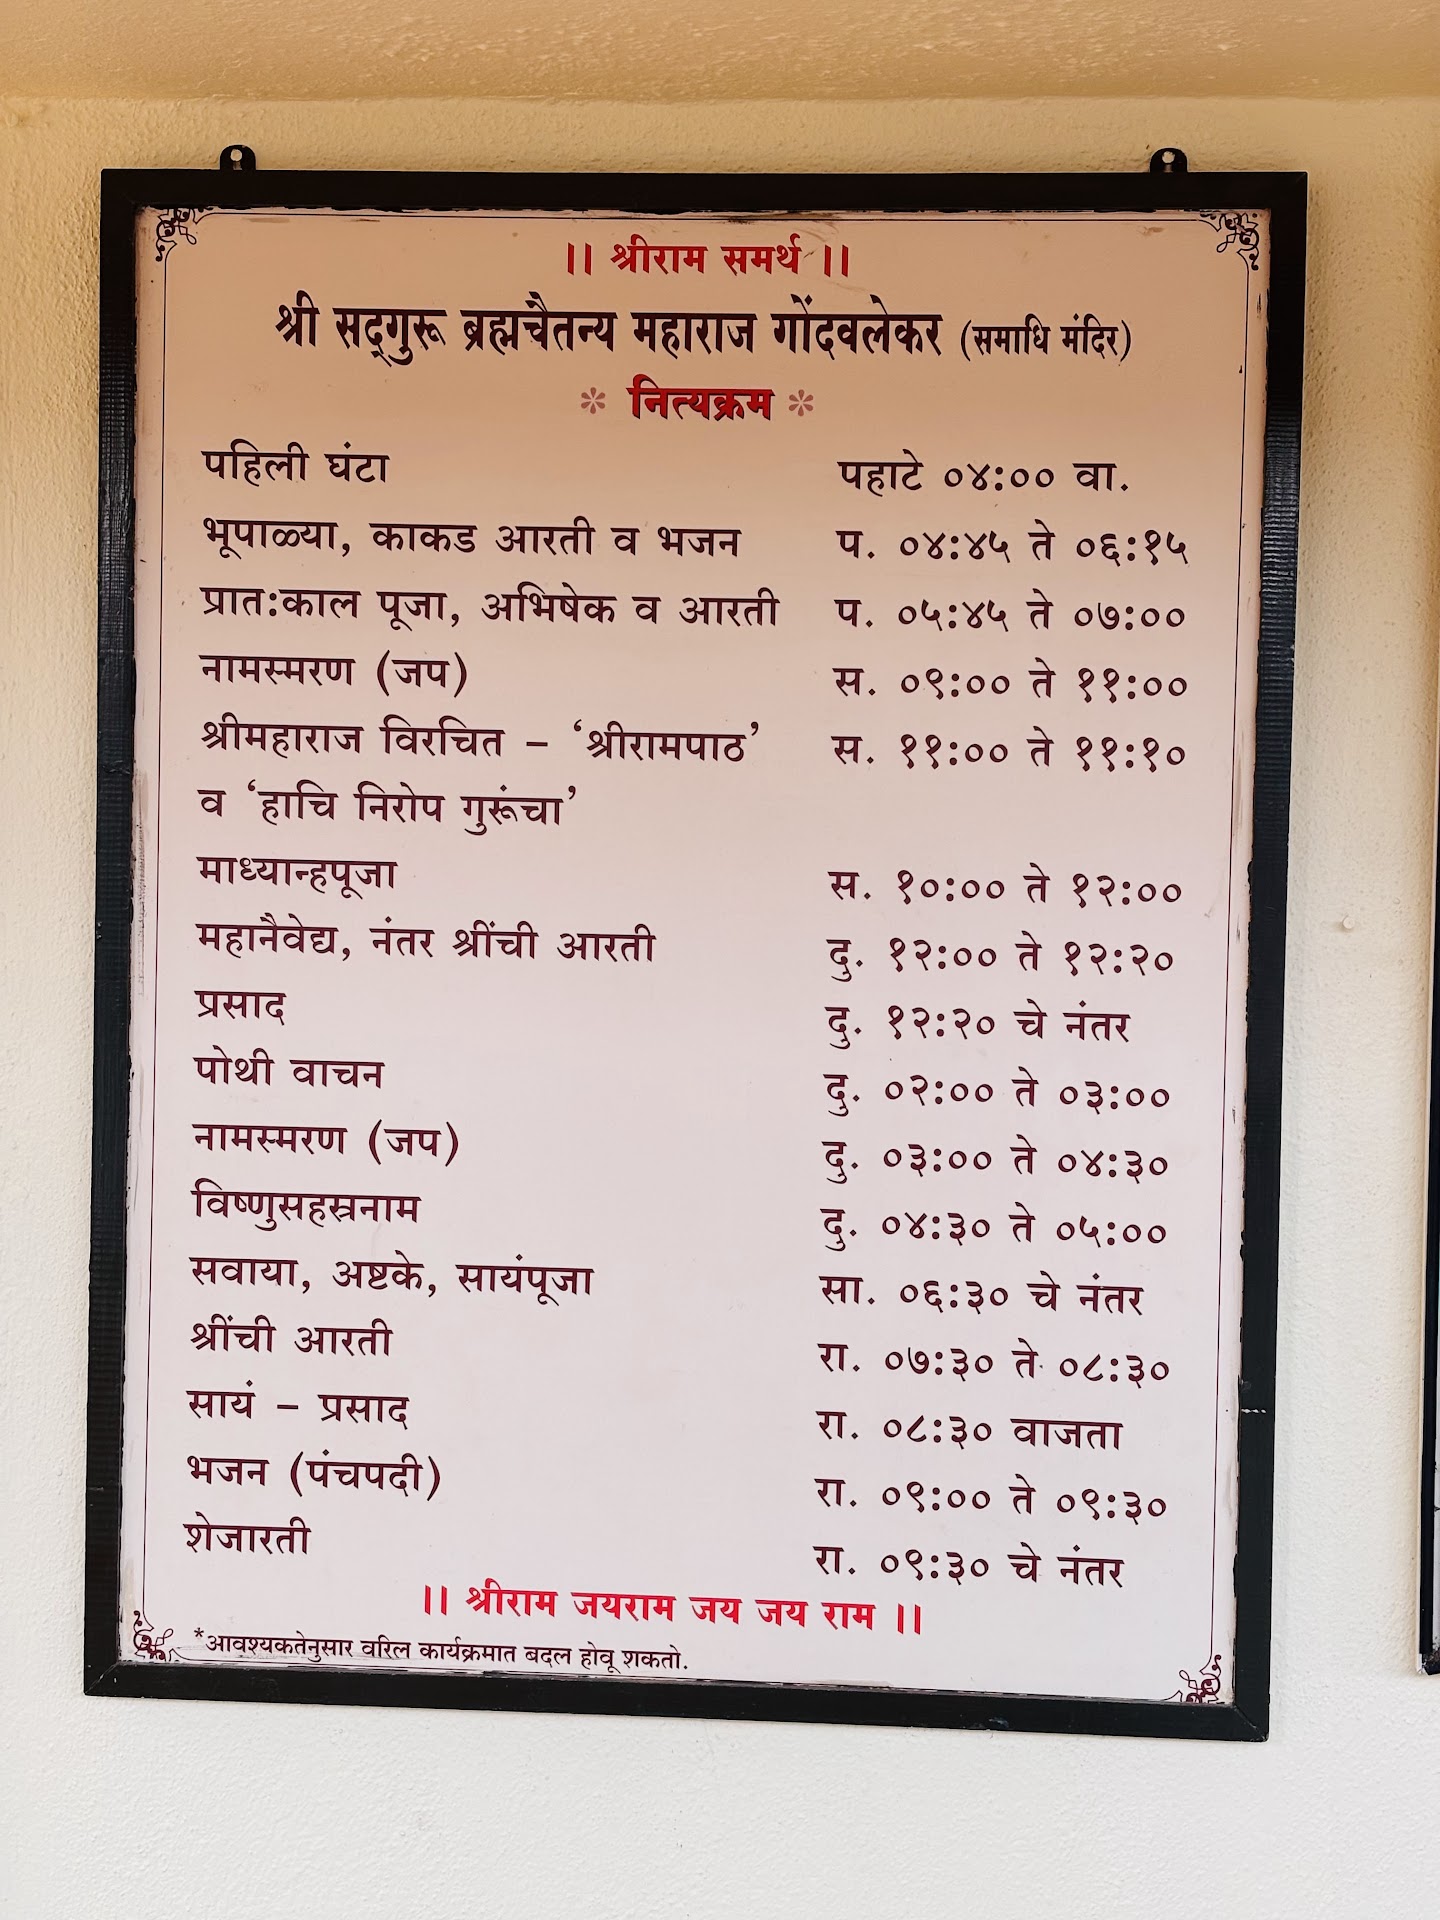 ।। श्रीराम समर्थ ।।
श्री सद्‌गुरू ब्रह्मचैतन्य महाराज गोंदवलेकर (समाधि मंदिर)
* नित्यक्रम *
पहिली घंटा पहाटे ०४:०० वा.
भूपाळ्या, काकड आरती व भजन प. ०४:४५ ते ०६:१५
प्रात:काल पूजा, अभिषेक व आरती प. ०५:४५ ते ०७:००
नामस्मरण (जप) स. ०९:०० ते ११:००
श्रीमहाराज विरचित – ‘श्रीरामपाठ’ स. ११:०० ते ११:१०
व ‘हाचि निरोप गुरूंचा’
माध्यान्हपूजा स. १०:०० ते १२:००
महानैवेद्य, नंतर श्रींची आरती दु. १२:०० ते १२:२०
प्रसाद दु. १२:२० चे नंतर
पोथी वाचन दु. ०२:०० ते ०३:००
नामस्मरण (जप) दु. ०३:०० ते ०४:३०
विष्णुसहस्रनाम दु. ०४:३० ते ०५:००
सवाया, अष्टके, सायंपूजा सा. ०६:३० चे नंतर
श्रींची आरती रा. ०७:३० ते ०८:३०
सायं – प्रसाद रा. ०८:३० वाजता
भजन (पंचपदी) रा. ०९:०० ते ०९:३०
शेजारती रा. ०९:३० चे नंतर
।। श्रीराम जयराम जय जय राम ।।
*आवश्यकतेनुसार वरिल कार्यक्रमात बदल होवू शकतो.